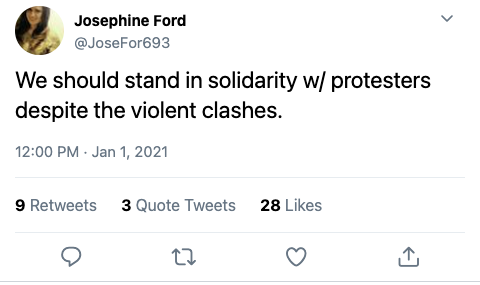 Josephine Ford
@JoseFor693
We should stand in solidarity w/ protesters
despite the violent clashes.
12:00 PM · Jan 1, 2021
9 Retweets 3 Quote Tweets 28 Likes